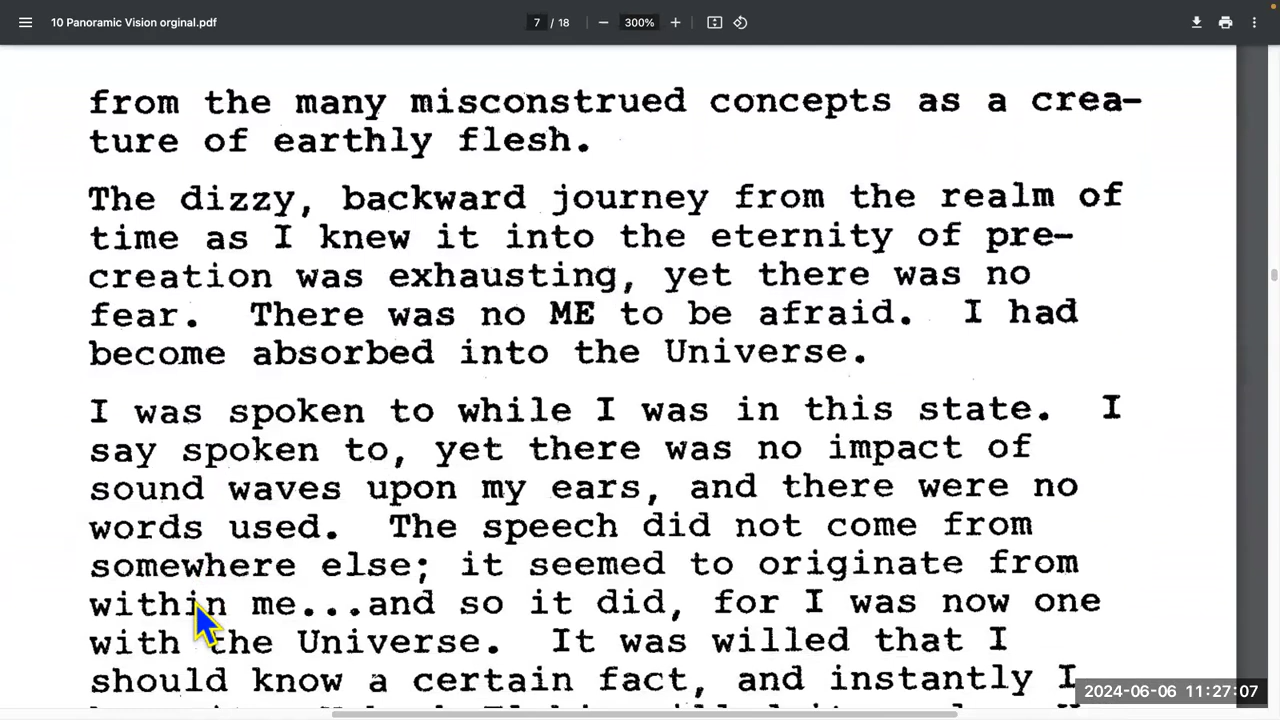 10 Panoramic Vision orginal.pdf
7 / 18
300%
from the many misconstrued concepts as a crea-
ture of earthly flesh.
The dizzy, backward journey from the realm of
time as I knew it into the eternity of pre-
creation was exhausting, yet there was no
fear. There was no ME to be afraid. I had
become absorbed into the Universe.
I was spoken to while I was in this state. I
say spoken to, yet there was no impact of
sound waves upon my ears, and there were no
words used. The speech did not come from
somewhere else; it seemed to originate from
within me...and so it did, for I was now one
with the Universe. It was willed that I
should know a certain fact, and instantly I
2024-06-06 11:27:07